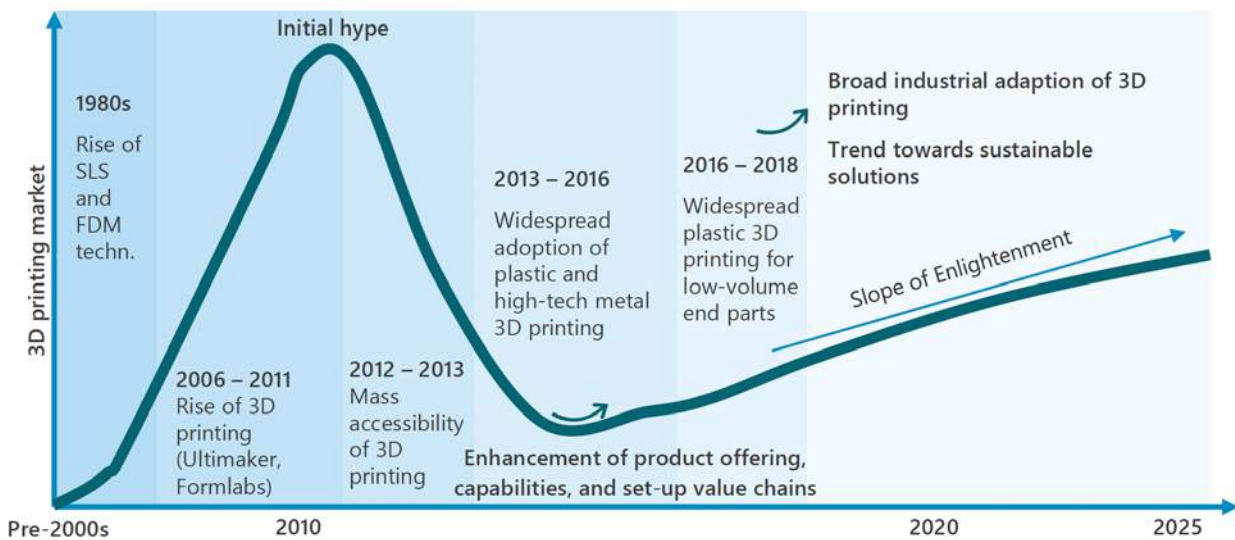 Initial hype
1980s
Rise of
SLS
and
FDM
techn.
3D printing market
2006 – 2011
Rise of 3D
printing
(Ultimaker,
Formlabs)
2012 – 2013
Mass
accessibility
of 3D
printing
2013 – 2016
Widespread
adoption of
plastic and
high-tech metal
3D printing
Enhancement of product offering,
capabilities, and set-up value chains
2016 – 2018
Widespread
plastic 3D
printing for
low-volume
end parts
Broad industrial adaption of 3D
printing
Trend towards sustainable
solutions
Slope of Enlightenment
Pre-2000s
2010
2020
2025